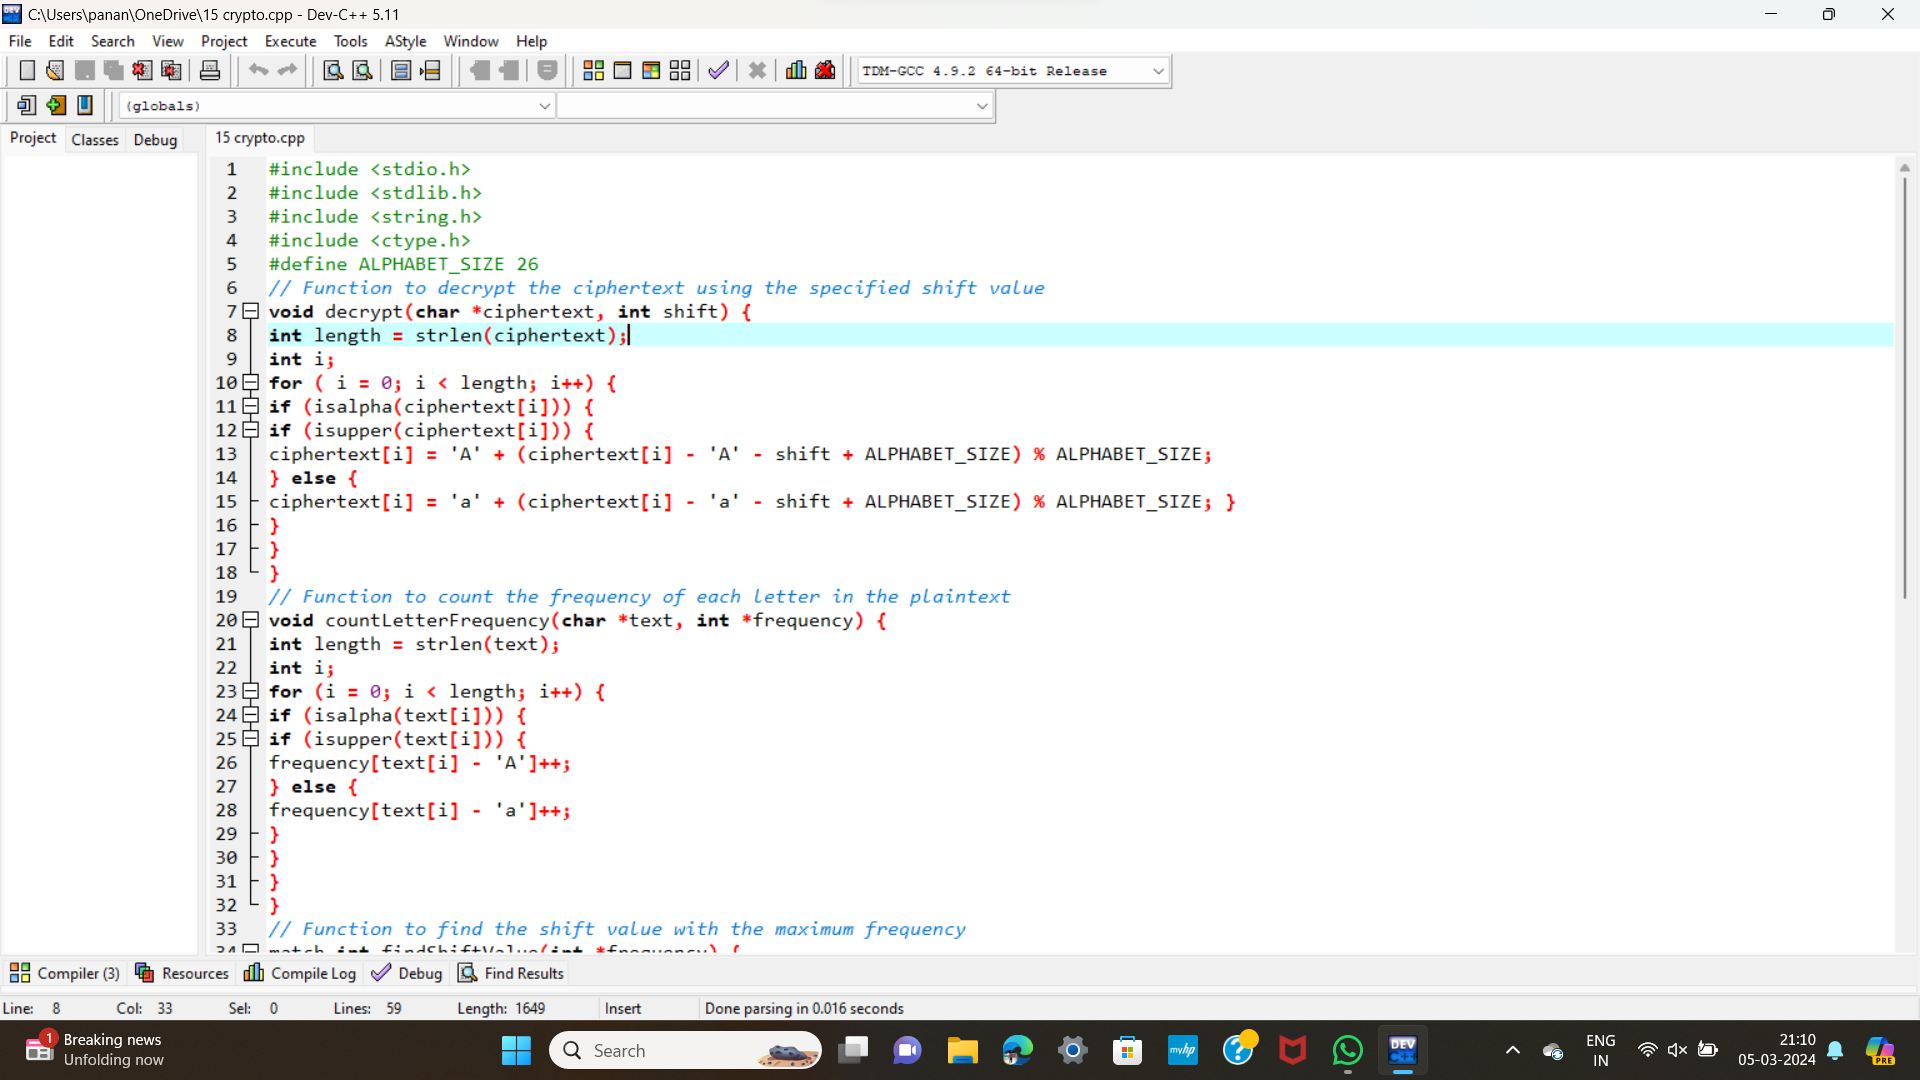 C:\Users\panan\OneDrive\15 crypto.cpp - Dev-C++ 5.11
File Edit Search View Project Execute Tools AStyle Window Help
TDM-GCC 4.9.2 64-bit Release
(globals)
Project Classes Debug
15 crypto.cpp
1 #include <stdio.h>
2 #include <stdlib.h>
3 #include <string.h>
4 #include <ctype.h>
5 #define ALPHABET_SIZE 26
6 // Function to decrypt the ciphertext using the specified shift value
7 void decrypt(char *ciphertext, int shift) {
8 int length = strlen(ciphertext);
9 int i;
10 for ( i = 0; i < length; i++) {
11 if (isalpha(ciphertext[i])) {
12 if (isupper(ciphertext[i])) {
13 ciphertext[i] = 'A' + (ciphertext[i] - 'A' - shift + ALPHABET_SIZE) % ALPHABET_SIZE;
14 } else {
15 ciphertext[i] = 'a' + (ciphertext[i] - 'a' - shift + ALPHABET_SIZE) % ALPHABET_SIZE; }
16 }
17 }
18 }
19 // Function to count the frequency of each letter in the plaintext
20 void countLetterFrequency(char *text, int *frequency) {
21 int length = strlen(text);
22 int i;
23 for (i = 0; i < length; i++) {
24 if (isalpha(text[i])) {
25 if (isupper(text[i])) {
26 frequency[text[i] - 'A']++;
27 } else {
28 frequency[text[i] - 'a']++;
29 }
30 }
31 }
32 }
33 // Function to find the shift value with the maximum frequency
34 match int findShiftValue(int *frequency) {
Compiler (3) Resources Compile Log Debug Find Results
Line: 8 Col: 33 Sel: 0 Lines: 59 Length: 1649 Insert Done parsing in 0.016 seconds
1 Breaking news
Unfolding now
Search
myhp
DEV
C++
ENG
IN
21:10
05-03-2024
PRE